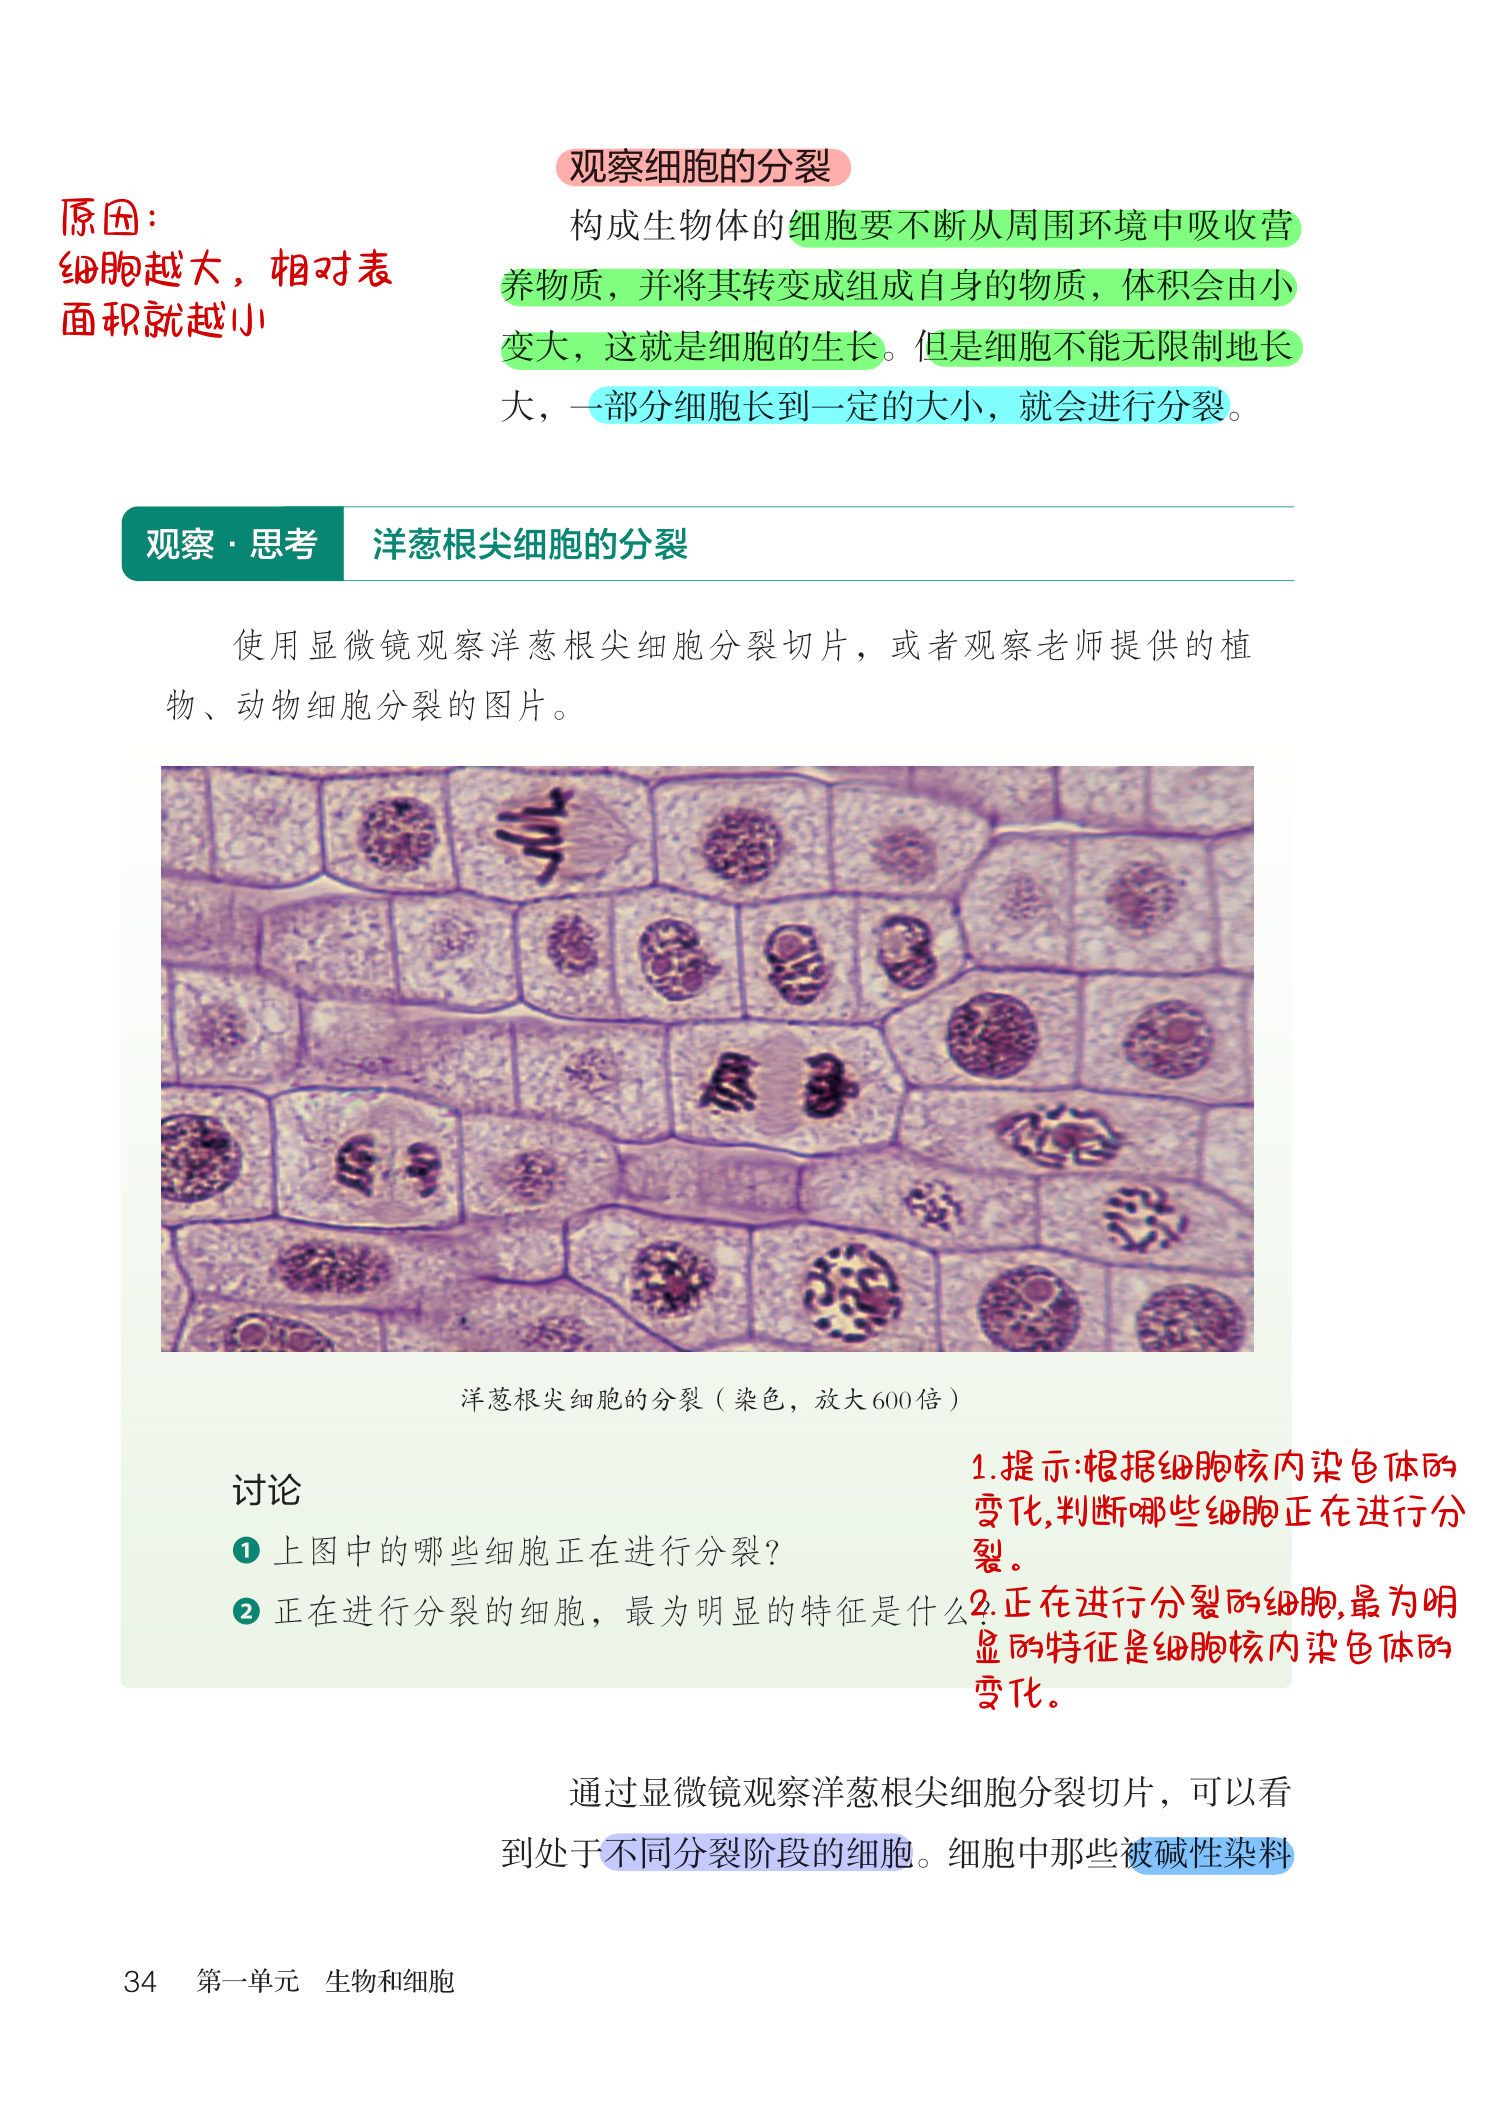 观察细胞的分裂
原因：
细胞越大，相对表
面积就越小
构成生物体的细胞要不断从周围环境中吸收营
养物质，并将其转变成组成自身的物质，体积会由小
变大，这就是细胞的生长。但是细胞不能无限制地长
大，一部分细胞长到一定的大小，就会进行分裂。
观察·思考 洋葱根尖细胞的分裂
使用显微镜观察洋葱根尖细胞分裂切片，或者观察老师提供的植
物、动物细胞分裂的图片。
洋葱根尖细胞的分裂（染色，放大600倍）
讨论
1 上图中的哪些细胞正在进行分裂？
2 正在进行分裂的细胞，最为明显的特征是什么？
1.提示:根据细胞核内染色体的
变化,判断哪些细胞正在进行分
裂。
2.正在进行分裂的细胞,最为明
显的特征是细胞核内染色体的
变化。
通过显微镜观察洋葱根尖细胞分裂切片，可以看
到处于不同分裂阶段的细胞。细胞中那些被碱性染料
34 第一单元 生物和细胞